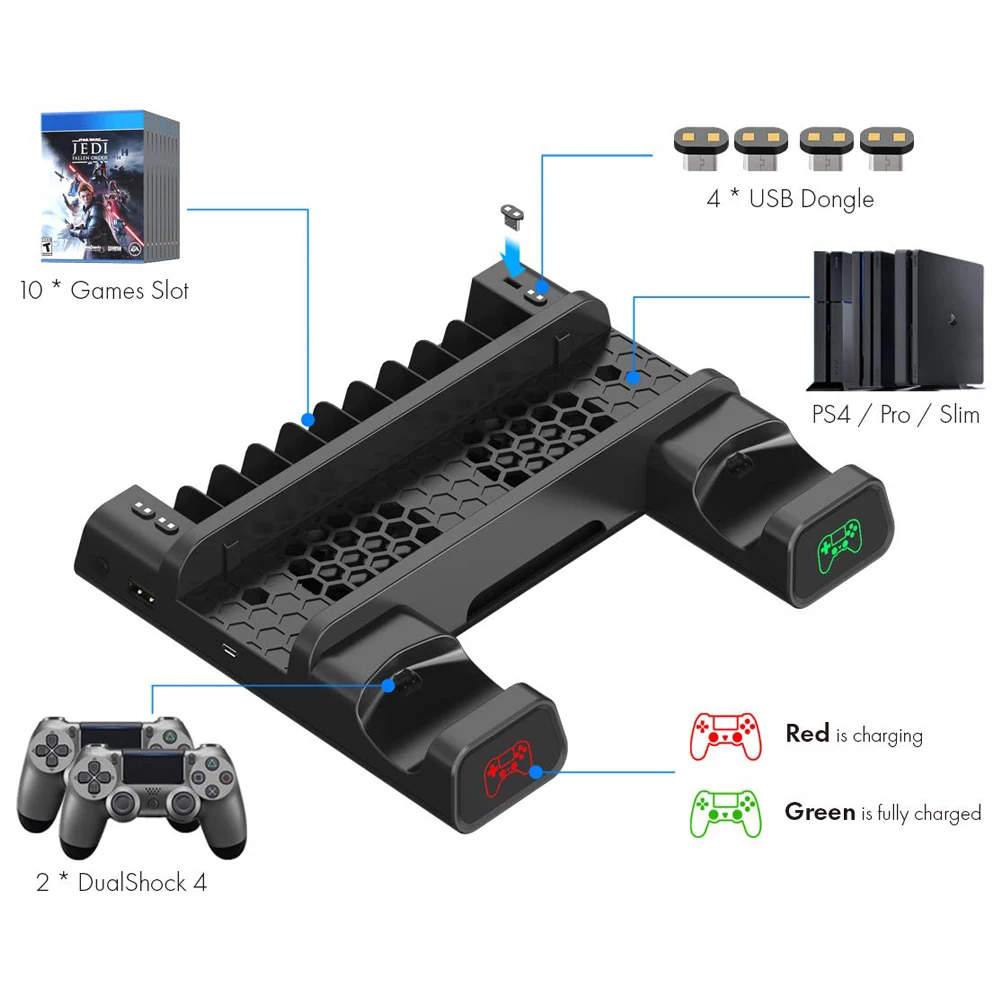 STAR WARS
JEDI
FALLEN ORDER
T
EA
10 * Games Slot
4 * USB Dongle
PS4 / Pro / Slim
Red is charging
Green is fully charged
2 * DualShock 4